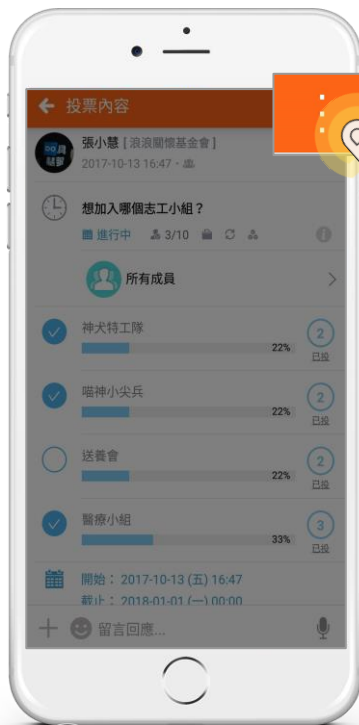 投票內容
張小慧 [浪浪關懷基金會]
2017-10-13 16:47
想加入哪個志工小組？
進行中 3/10
所有成員
神犬特工隊
22%
2
已投
喵神小尖兵
22%
2
已投
送養會
22%
2
已投
醫療小組
33%
3
已投
開始： 2017-10-13 (五) 16:47
截止： 2018-01-01 (一) 00:00
留言回應...